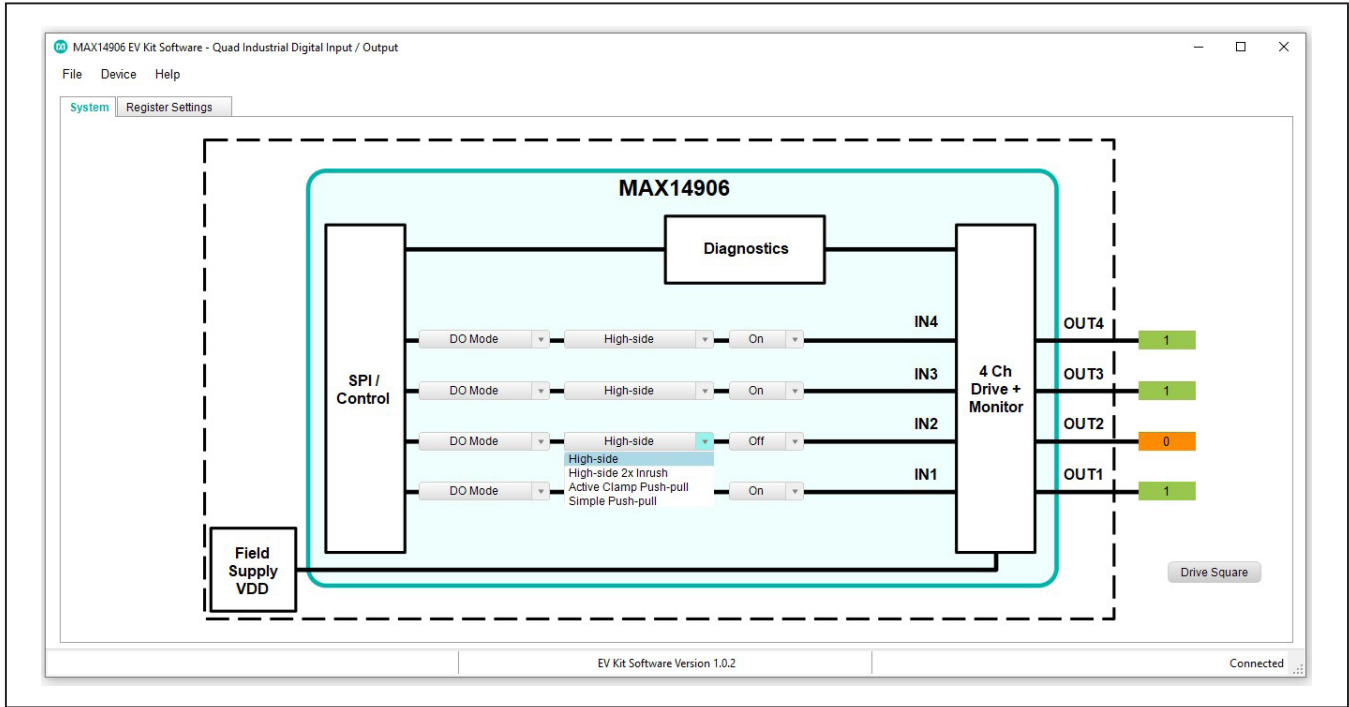 MAX14906 EV Kit Software - Quad Industrial Digital Input / Output
File Device Help
System Register Settings
MAX14906
Diagnostics
SPI /
Control
DO Mode High-side On IN4 OUT4 1
DO Mode High-side On IN3 OUT3 1
4 Ch
Drive +
Monitor
DO Mode High-side Off IN2 OUT2 0
High-side
High-side 2x Inrush
Active Clamp Push-pull
Simple Push-pull
DO Mode On IN1 OUT1 1
Field
Supply
VDD
Drive Square
EV Kit Software Version 1.0.2
Connected